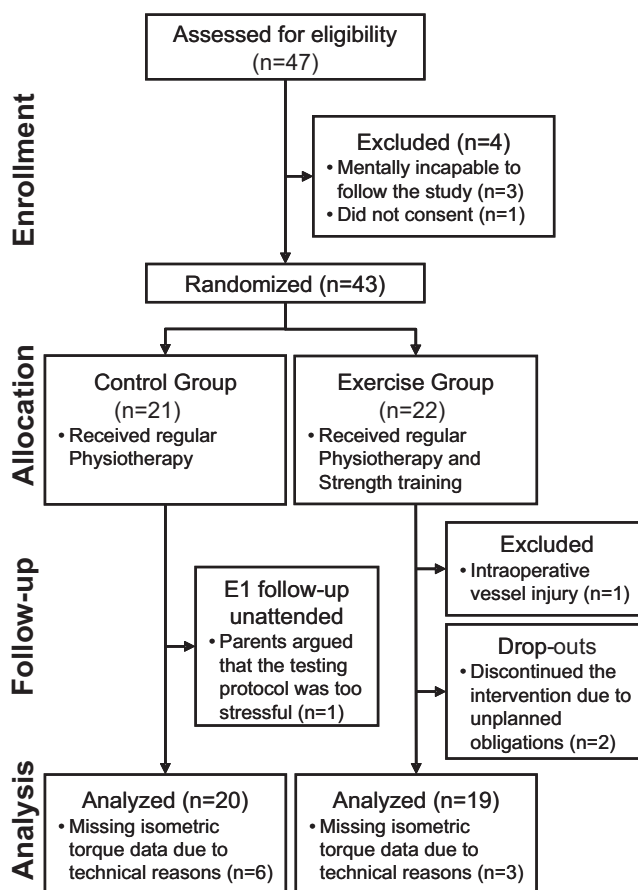 Assessed for eligibility
(n=47)
Enrollment
Excluded (n=4)
• Mentally incapable to
follow the study (n=3)
• Did not consent (n=1)
Randomized (n=43)
Allocation
Control Group
(n=21)
• Received regular
Physiotherapy
Exercise Group
(n=22)
• Received regular
Physiotherapy and
Strength training
Follow-up
E1 follow-up
unattended
• Parents argued
that the testing
protocol was too
stressful (n=1)
Excluded
• Intraoperative
vessel injury (n=1)
Drop-outs
• Discontinued the
intervention due to
unplanned
obligations (n=2)
Analysis
Analyzed (n=20)
• Missing isometric
torque data due to
technical reasons (n=6)
Analyzed (n=19)
• Missing isometric
torque data due to
technical reasons (n=3)